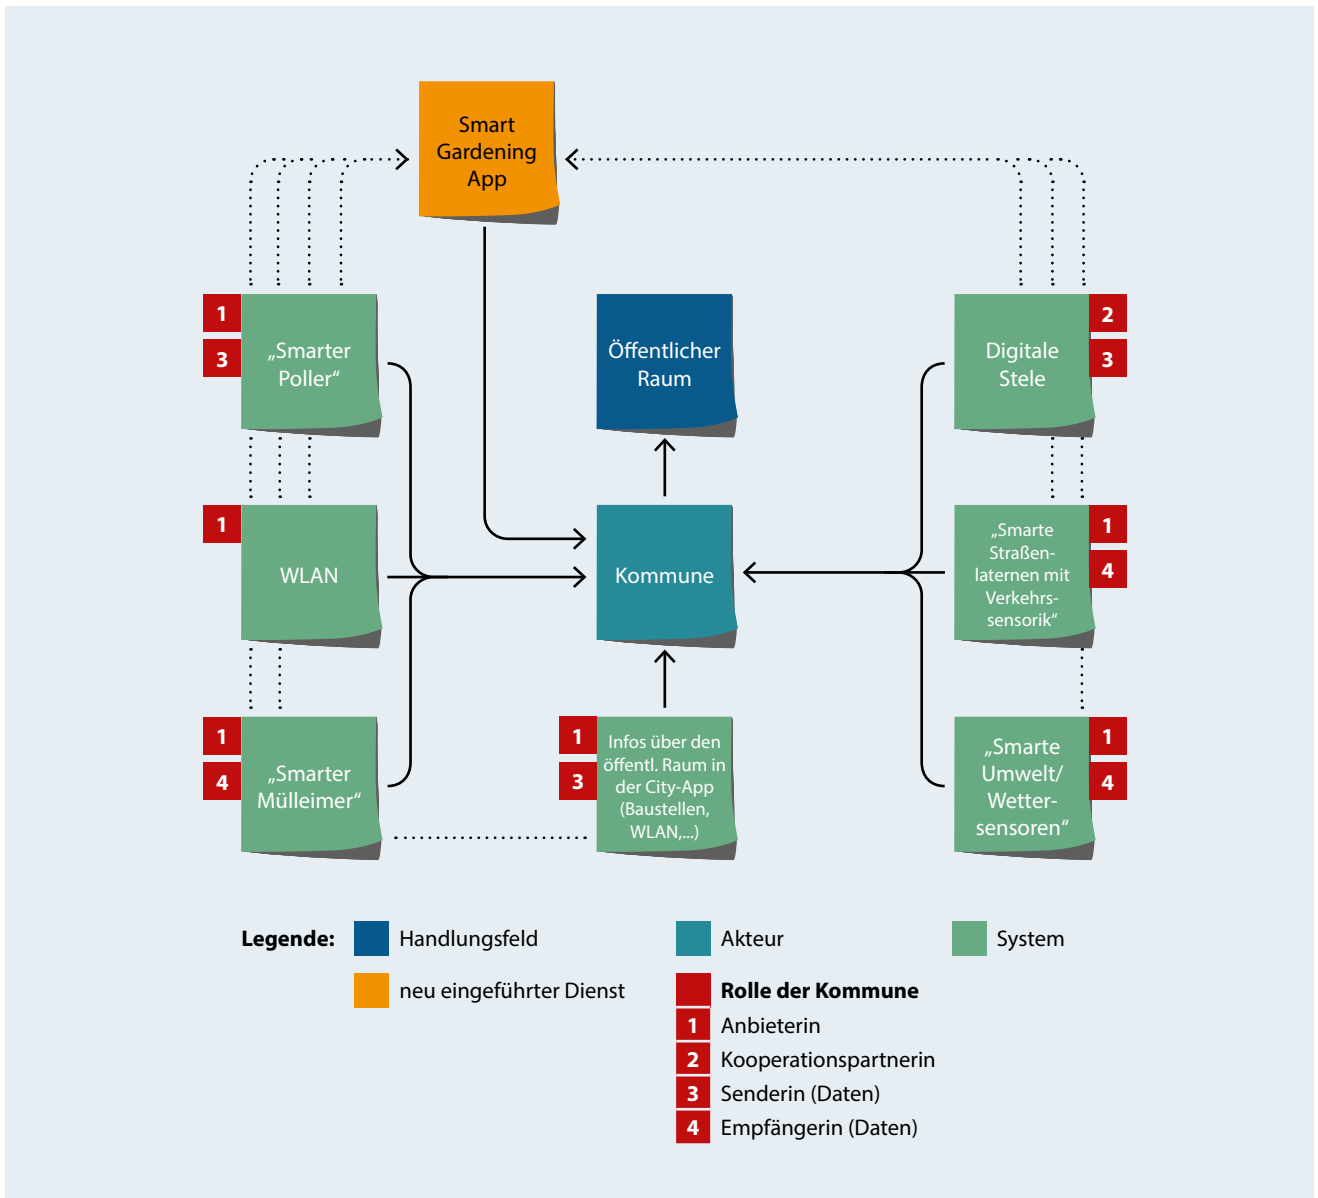 Smart
Gardening
App
1
3
„Smarter
Poller“
Öffentlicher
Raum
2
3
Digitale
Stele
1
WLAN
Kommune
1
4
„Smarte
Straßen-
laternen mit
Verkehrs-
sensorik“
1
4
„Smarter
Mülleimer“
1
3
Infos über den
öffentl. Raum in
der City-App
(Baustellen,
WLAN,...)
1
4
„Smarte
Umwelt/
Wetter-
sensoren“
Legende:
Handlungsfeld
Akteur
System
neu eingeführter Dienst
Rolle der Kommune
1 Anbieterin
2 Kooperationspartnerin
3 Senderin (Daten)
4 Empfängerin (Daten)